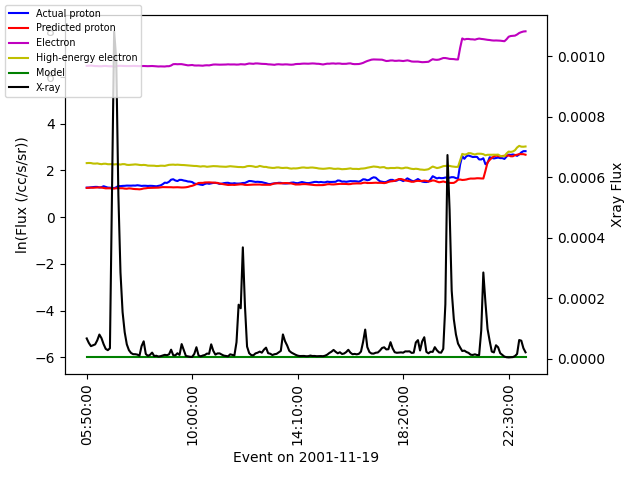 Actual proton
Predicted proton
Electron
High-energy electron
Model
X-ray
8
6
4
2
0
−2
−4
−6
ln(Flux (/cc/s/sr))
0.0010
0.0008
0.0006
0.0004
0.0002
0.0000
Xray Flux
05:50:00
10:00:00
14:10:00
18:20:00
22:30:00
Event on 2001-11-19